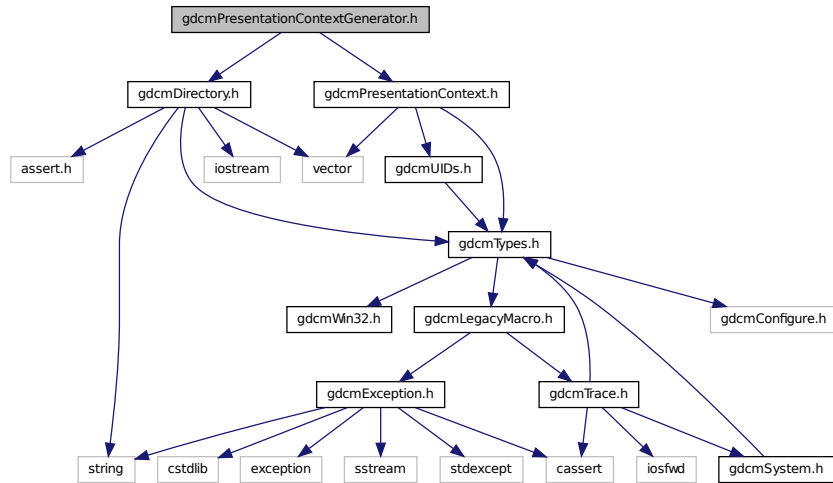 gdcmPresentationContextGenerator.h
gdcmDirectory.h
gdcmPresentationContext.h
assert.h
iostream
vector
gdcmUIDs.h
gdcmTypes.h
gdcmWin32.h
gdcmLegacyMacro.h
gdcmConfigure.h
gdcmException.h
gdcmTrace.h
string
cstdlib
exception
sstream
stdexcept
cassert
iosfwd
gdcmSystem.h